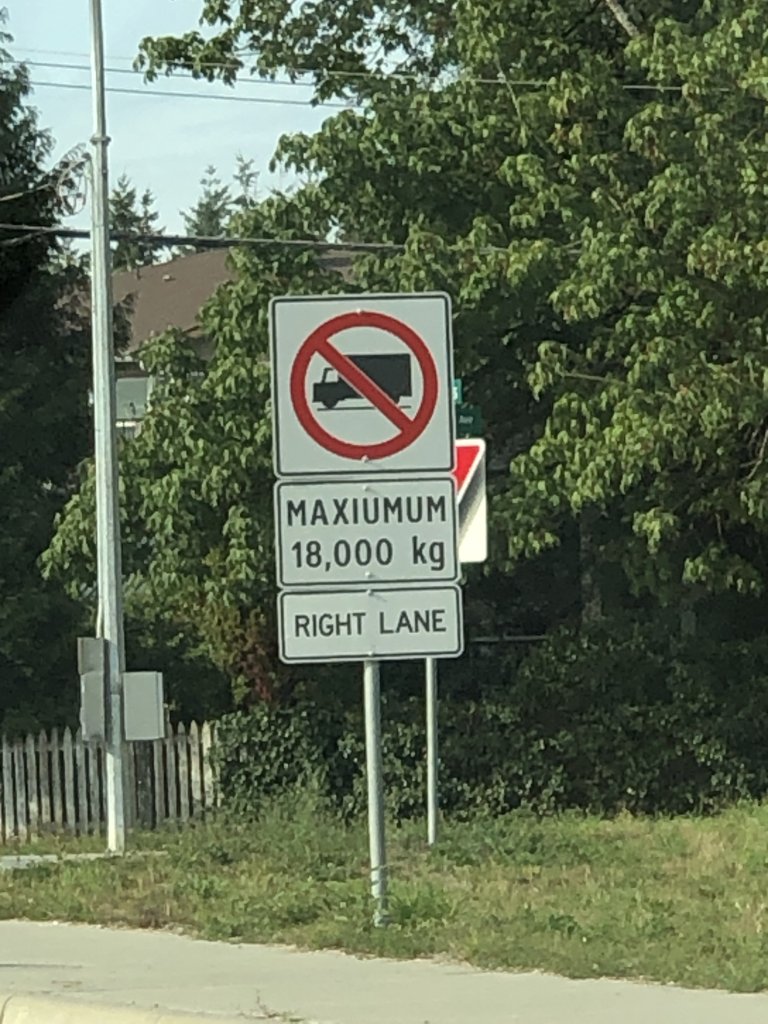 MAXIUMUM
18,000 kg
RIGHT LANE